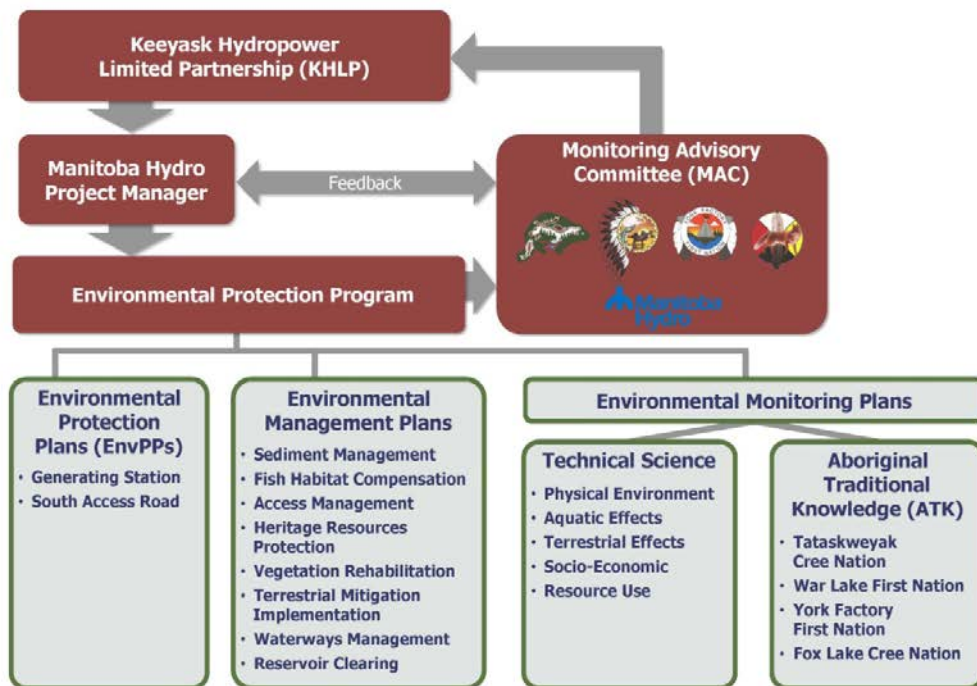 Keeyask Hydropower
Limited Partnership (KHLP)
Manitoba Hydro
Project Manager
Feedback
Monitoring Advisory
Committee (MAC)
Manitoba
Hydro
Environmental Protection Program
Environmental
Protection
Plans (EnvPPs)
· Generating Station
· South Access Road
Environmental
Management Plans
· Sediment Management
· Fish Habitat Compensation
· Access Management
· Heritage Resources
Protection
· Vegetation Rehabilitation
· Terrestrial Mitigation
Implementation
· Waterways Management
· Reservoir Clearing
Environmental Monitoring Plans
Technical Science
· Physical Environment
· Aquatic Effects
· Terrestrial Effects
· Socio-Economic
· Resource Use
Aboriginal
Traditional
Knowledge (ATK)
· Tataskweyak
Cree Nation
· War Lake First Nation
· York Factory
First Nation
· Fox Lake Cree Nation